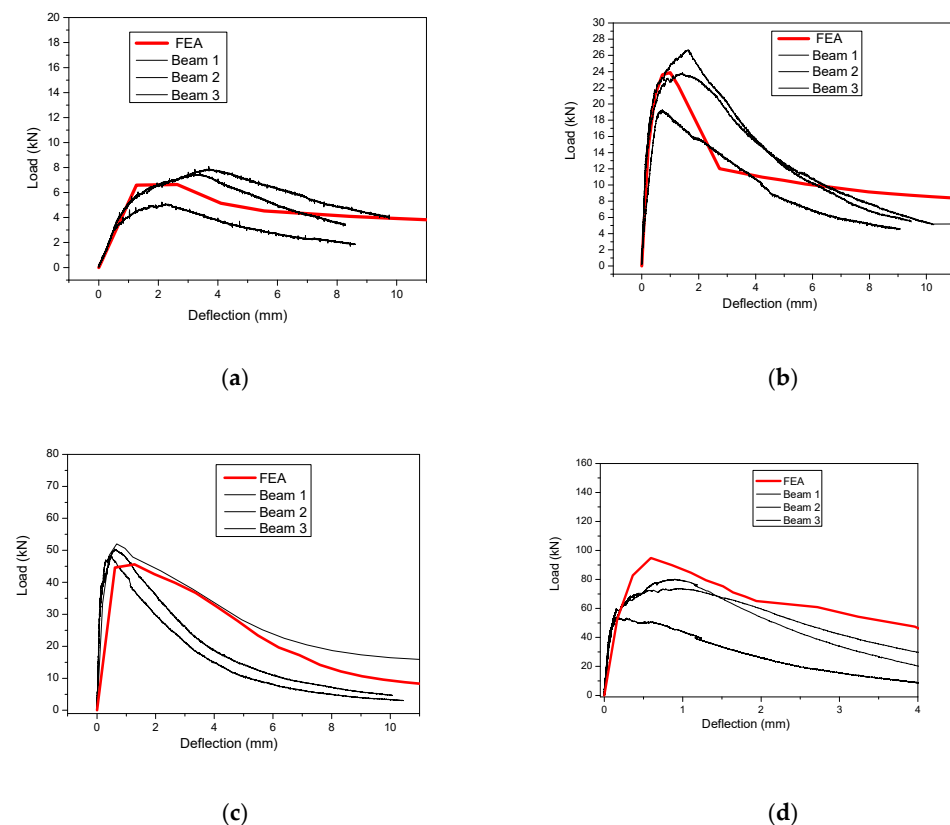 20
18
16
14
12
10
8
6
4
2
0
Load (kN)
FEA
Beam 1
Beam 2
Beam 3
0 2 4 6 8 10
Deflection (mm)
(a)
30
28
26
24
22
20
18
16
14
12
10
8
6
4
2
0
Load (kN)
FEA
Beam 1
Beam 2
Beam 3
0 2 4 6 8 10
Deflection (mm)
(b)
80
70
60
50
40
30
20
10
0
Load (kN)
FEA
Beam 1
Beam 2
Beam 3
0 2 4 6 8 10
Deflection (mm)
(c)
160
140
120
100
80
60
40
20
0
Load (kN)
FEA
Beam 1
Beam 2
Beam 3
0 1 2 3 4
Deflection (mm)
(d)